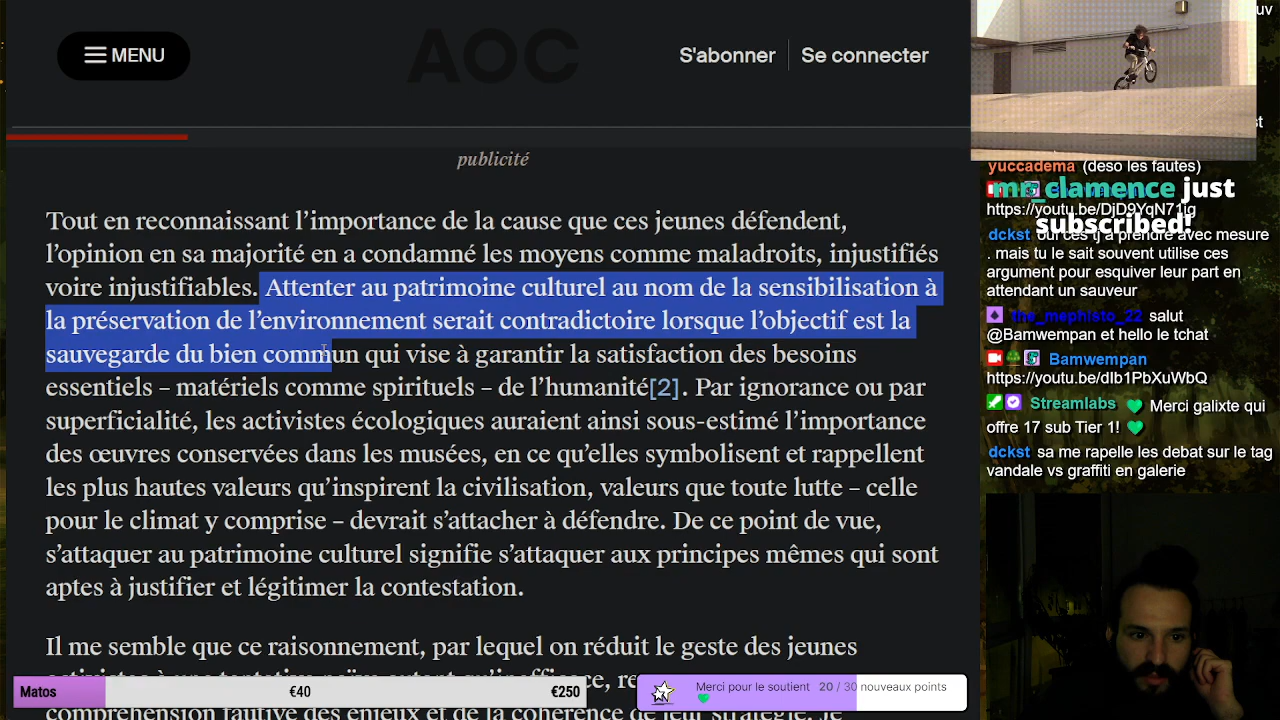 MENU
AOC
S'abonner
Se connecter
publicité
Tout en reconnaissant l’importance de la cause que ces jeunes défendent,
l’opinion en sa majorité en a condamné les moyens comme maladroits, injustifiés
voire injustifiables. Attenter au patrimoine culturel au nom de la sensibilisation à
la préservation de l’environnement serait contradictoire lorsque l’objectif est la
sauvegarde du bien commun qui vise à garantir la satisfaction des besoins
essentiels – matériels comme spirituels – de l’humanité[2]. Par ignorance ou par
superficialité, les activistes écologiques auraient ainsi sous-estimé l’importance
des œuvres conservées dans les musées, en ce qu’elles symbolisent et rappellent
les plus hautes valeurs qu’inspirent la civilisation, valeurs que toute lutte – celle
pour le climat y comprise – devrait s’attacher à défendre. De ce point de vue,
s’attaquer au patrimoine culturel signifie s’attaquer aux principes mêmes qui sont
aptes à justifier et légitimer la contestation.
Il me semble que ce raisonnement, par lequel on réduit le geste des jeunes
Matos
€40
€250
Merci pour le soutient 20 / 30 nouveaux points
yuccadema (deso les fautes)
mr_clamence just
subscribed!
https://youtu.be/DjD9YqN71ig
dckst oui ces tj a prendre avec mesure
. mais tu le sait souvent utilise ces
argument pour esquiver leur part en
attendant un sauveur
the_mephisto_22 salut
@Bamwempan et hello le tchat
Bamwempan
https://youtu.be/dIb1PbXuWbQ
Streamlabs Merci galixte qui
offre 17 sub Tier 1!
dckst sa me rapelle les debat sur le tag
vandale vs graffiti en galerie